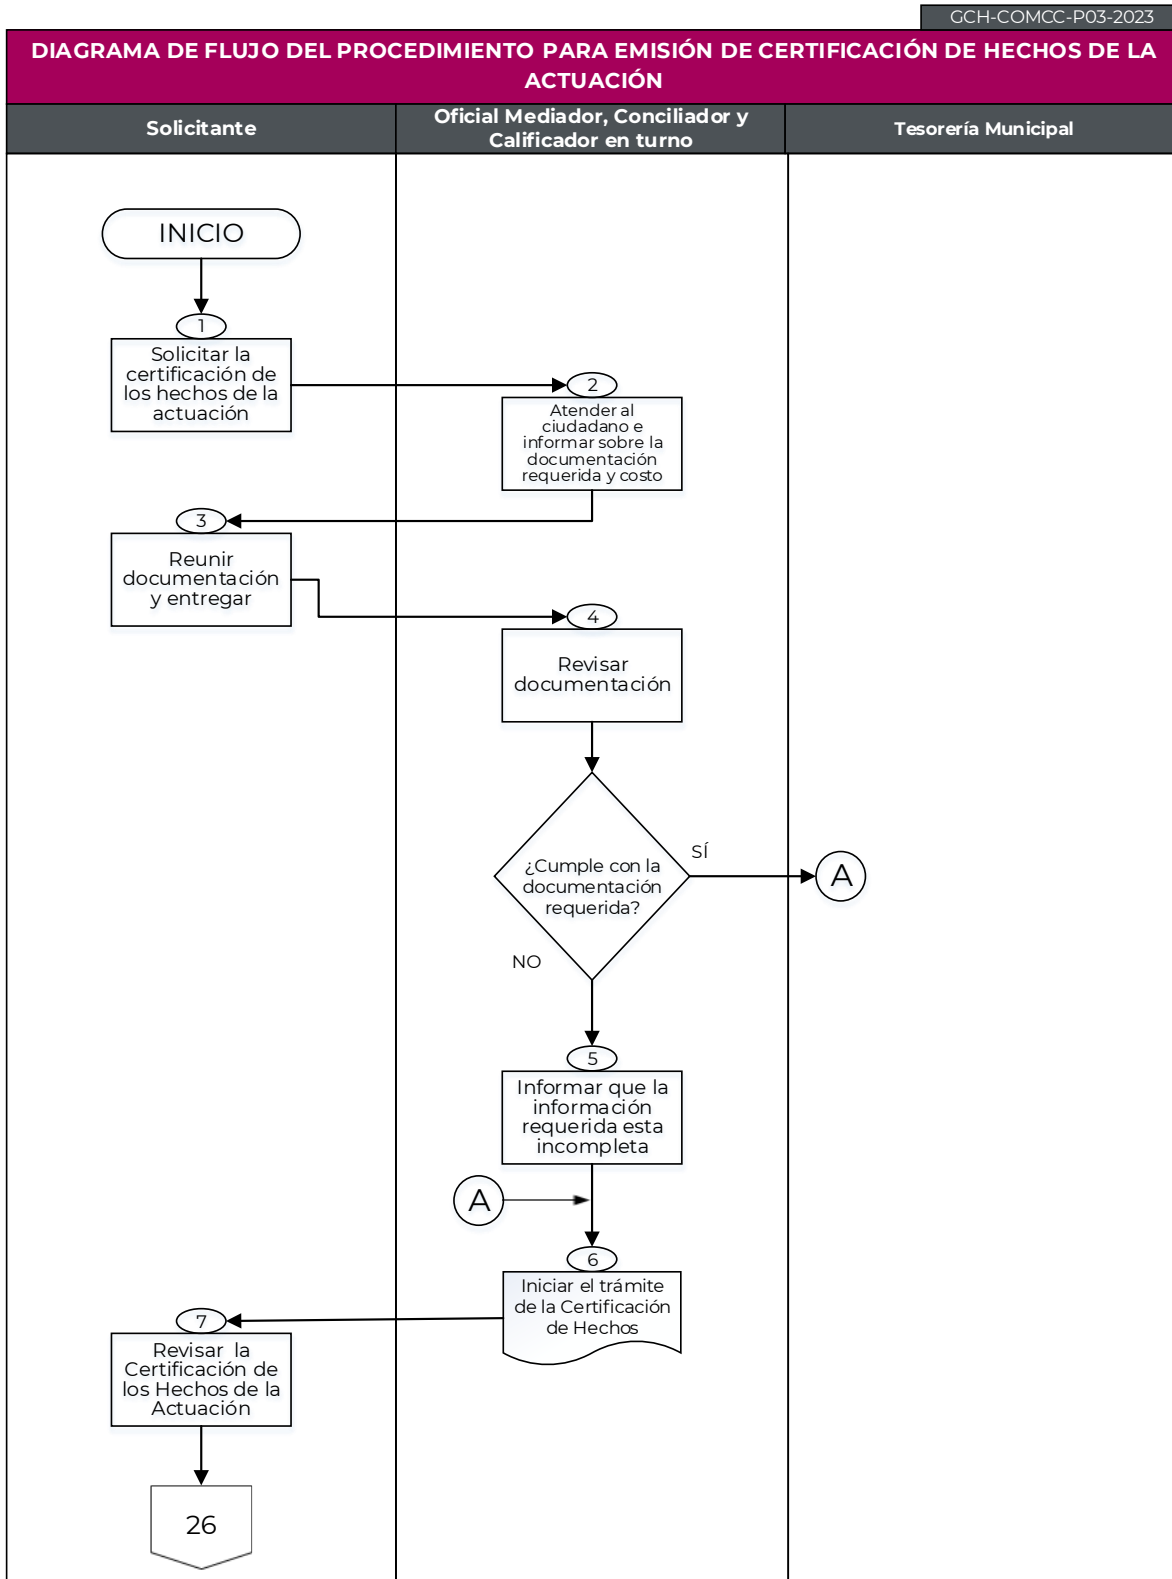 GCH-COMCC-P03-2023
DIAGRAMA DE FLUJO DEL PROCEDIMIENTO PARA EMISIÓN DE CERTIFICACIÓN DE HECHOS DE LA
ACTUACIÓN
Solicitante
Oficial Mediador, Conciliador y
Calificador en turno
Tesorería Municipal
INICIO
1
Solicitar la
certificación de
los hechos de la
actuación
2
Atender al
ciudadano e
informar sobre la
documentación
requerida y costo
3
Reunir
documentación
y entregar
4
Revisar
documentación
¿Cumple con la
documentación
requerida?
SÍ
A
NO
5
Informar que la
información
requerida esta
incompleta
A
6
Iniciar el trámite
de la Certificación
de Hechos
7
Revisar la
Certificación de
los Hechos de la
Actuación
26